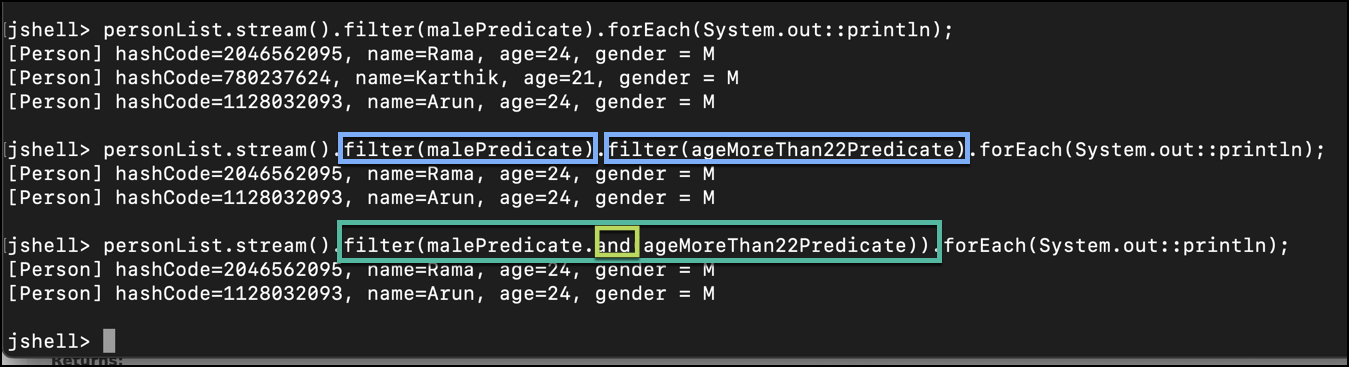 jshell> personList.stream().filter(malePredicate).forEach(System.out::println);
[Person] hashCode=2046562095, name=Rama, age=24, gender = M
[Person] hashCode=780237624, name=Karthik, age=21, gender = M
[Person] hashCode=1128032093, name=Arun, age=24, gender = M
jshell> personList.stream().filter(malePredicate).filter(ageMoreThan22Predicate).forEach(System.out::println);
[Person] hashCode=2046562095, name=Rama, age=24, gender = M
[Person] hashCode=1128032093, name=Arun, age=24, gender = M
jshell> personList.stream().filter(malePredicate.and(ageMoreThan22Predicate)).forEach(System.out::println);
[Person] hashCode=2046562095, name=Rama, age=24, gender = M
[Person] hashCode=1128032093, name=Arun, age=24, gender = M
jshell>
Returns: